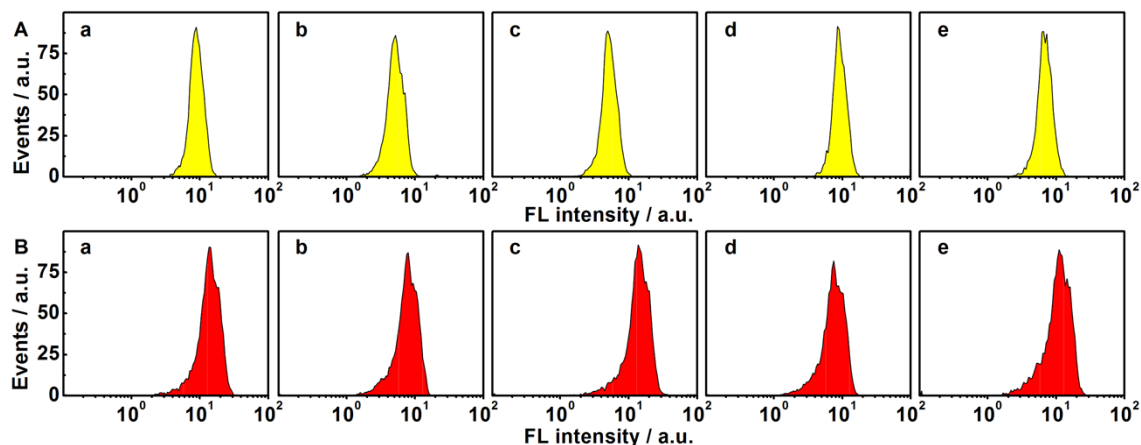 A a b c d e
Events / a.u.
75
50
25
0
10⁰ 10¹ 10² 10⁰ 10¹ 10² 10⁰ 10¹ 10² 10⁰ 10¹ 10² 10⁰ 10¹ 10²
FL intensity / a.u.
B a b c d e
Events / a.u.
75
50
25
0
10⁰ 10¹ 10² 10⁰ 10¹ 10² 10⁰ 10¹ 10² 10⁰ 10¹ 10² 10⁰ 10¹ 10²
FL intensity / a.u.